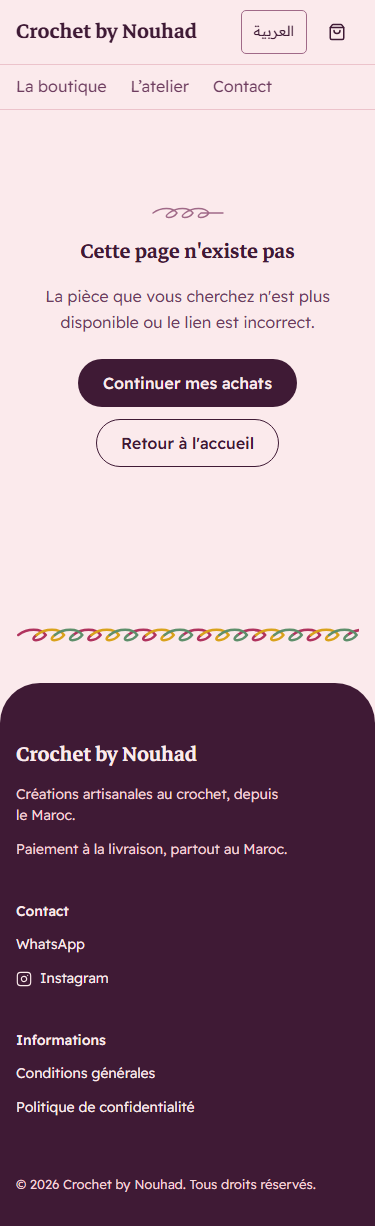 Crochet by Nouhad
العربية
La boutique L’atelier Contact
Cette page n'existe pas
La pièce que vous cherchez n'est plus
disponible ou le lien est incorrect.
Continuer mes achats
Retour à l'accueil
Crochet by Nouhad
Créations artisanales au crochet, depuis
le Maroc.
Paiement à la livraison, partout au Maroc.
Contact
WhatsApp
Instagram
Informations
Conditions générales
Politique de confidentialité
© 2026 Crochet by Nouhad. Tous droits réservés.